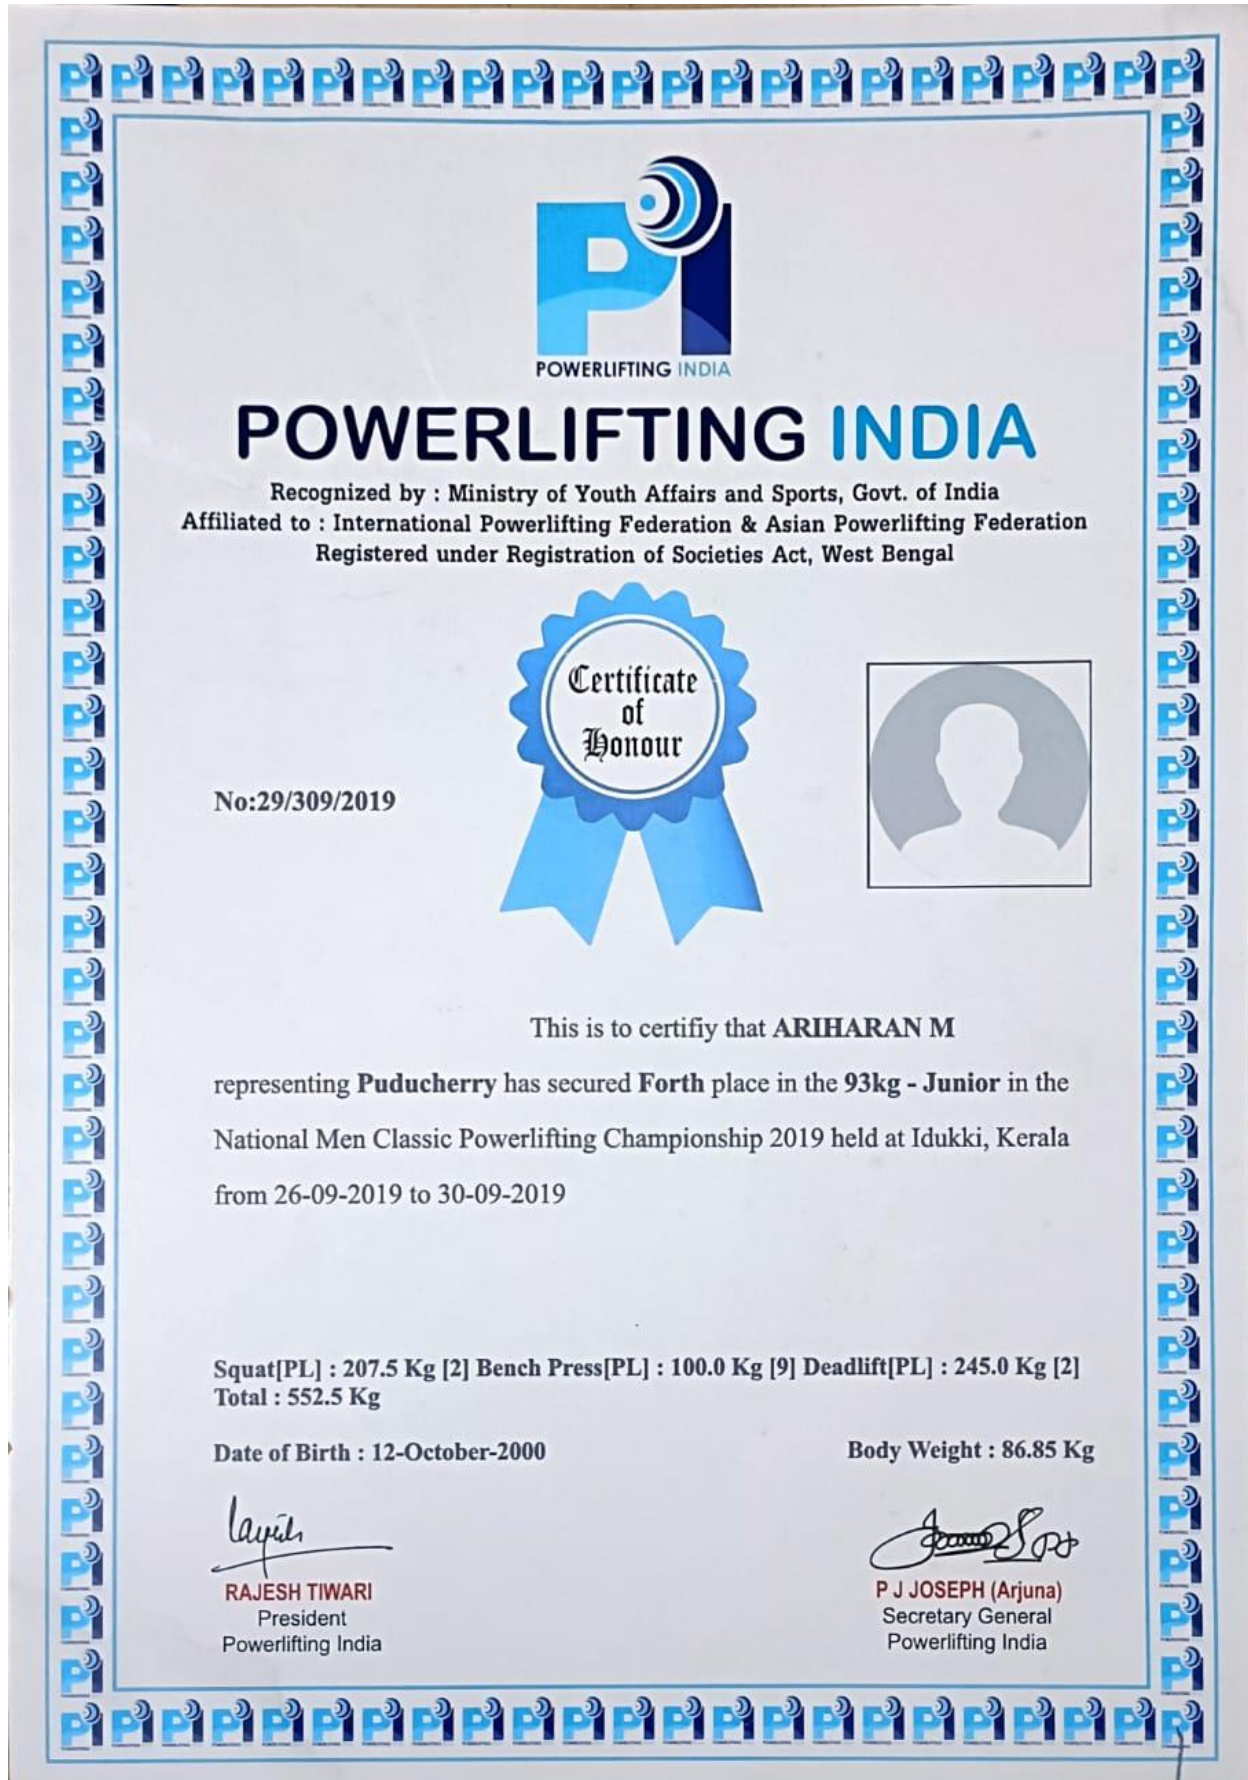 POWERLIFTING INDIA
POWERLIFTING INDIA
Recognized by : Ministry of Youth Affairs and Sports, Govt. of India
Affiliated to : International Powerlifting Federation & Asian Powerlifting Federation
Registered under Registration of Societies Act, West Bengal
Certificate
of
Honour
No:29/309/2019
This is to certifiy that ARIHARAN M
representing Puducherry has secured Forth place in the 93kg - Junior in the
National Men Classic Powerlifting Championship 2019 held at Idukki, Kerala
from 26-09-2019 to 30-09-2019
Squat[PL] : 207.5 Kg [2] Bench Press[PL] : 100.0 Kg [9] Deadlift[PL] : 245.0 Kg [2]
Total : 552.5 Kg
Date of Birth : 12-October-2000 Body Weight : 86.85 Kg
RAJESH TIWARI
President
Powerlifting India
P J JOSEPH (Arjuna)
Secretary General
Powerlifting India